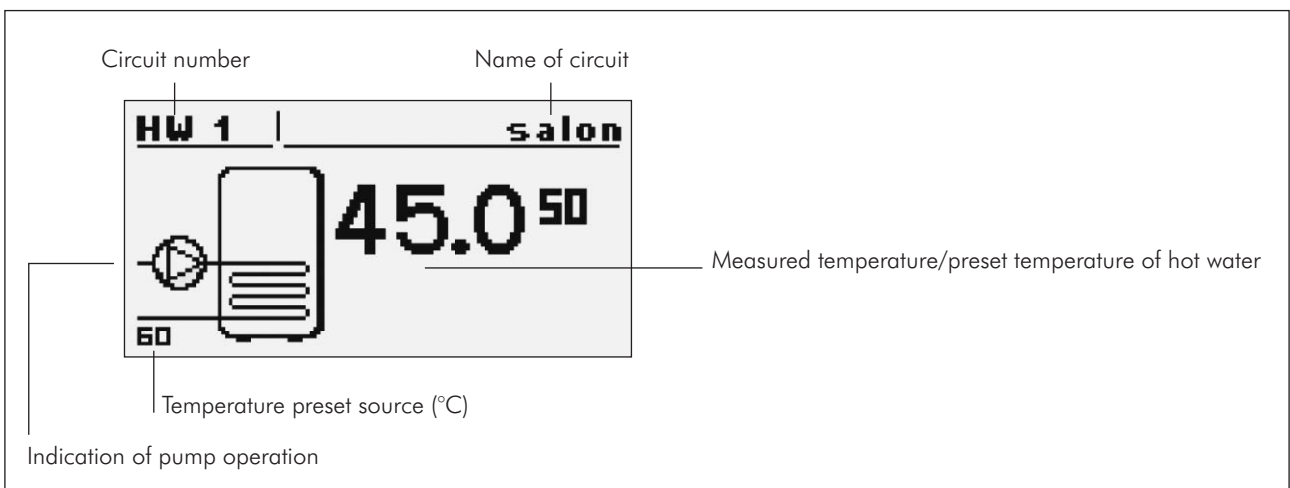 Circuit number Name of circuit
HW 1 salon
45.0 50
Measured temperature/preset temperature of hot water
60
Temperature preset source (°C)
Indication of pump operation